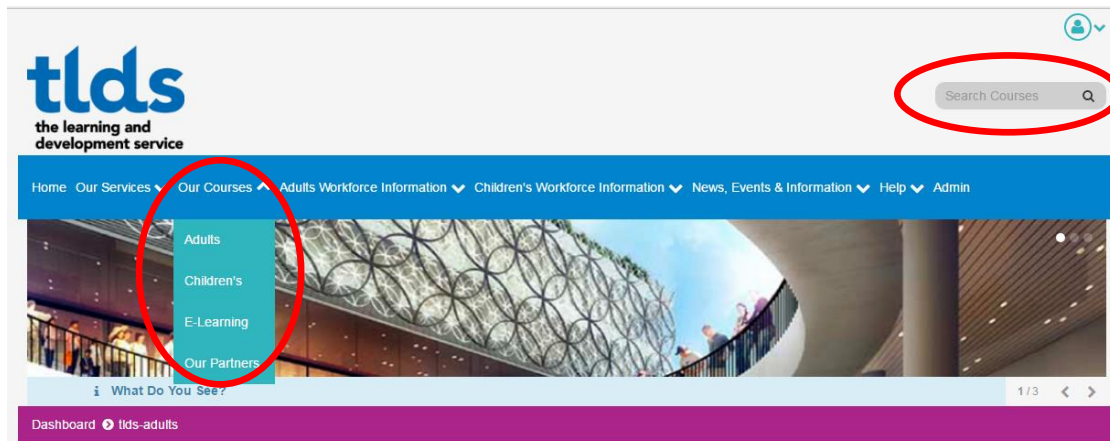 tlds
the learning and
development service
Search Courses
Home Our Services Our Courses Adults Workforce Information Children's Workforce Information News, Events & Information Help Admin
Adults
Children's
E-Learning
Our Partners
i What Do You See?
1/3
Dashboard tlds-adults